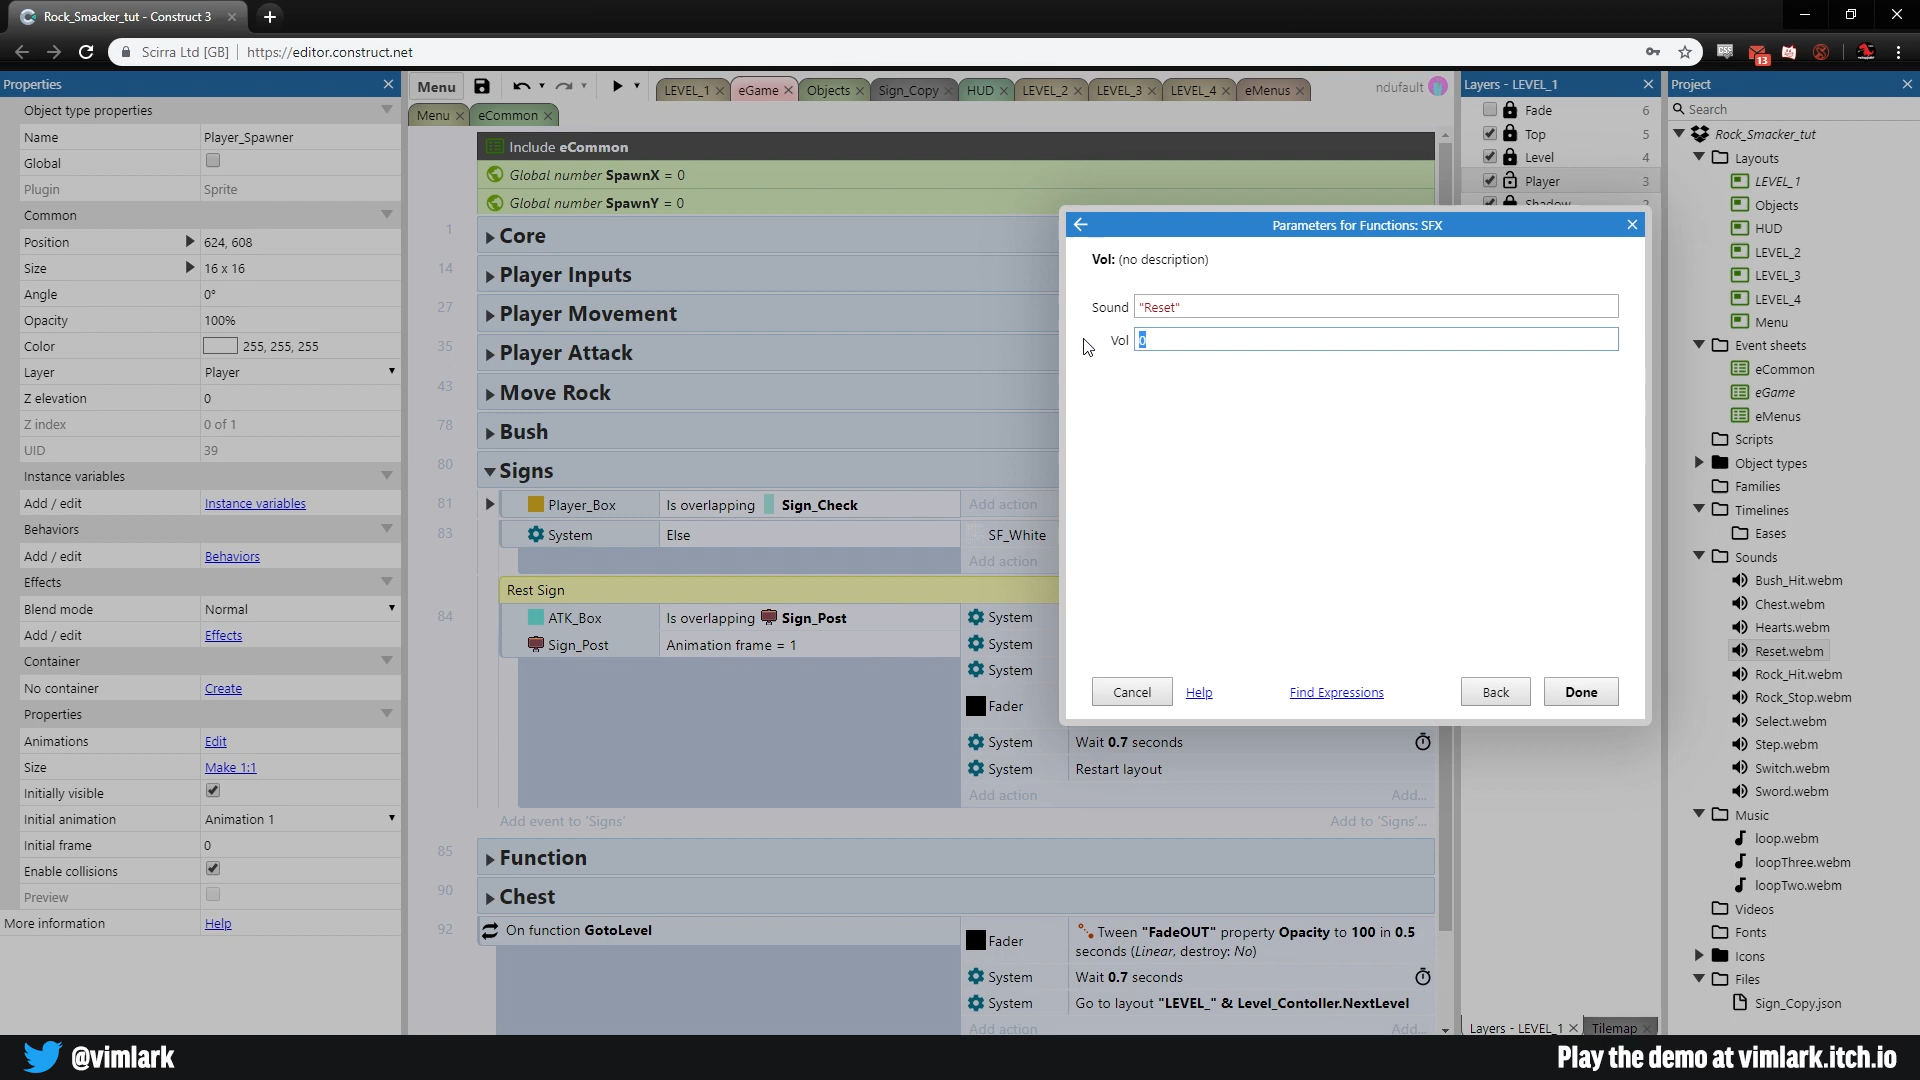 Rock_Smacker_tut - Construct 3
Scirra Ltd [GB] | https://editor.construct.net
13
Properties
Object type properties
Name Player_Spawner
Global
Plugin Sprite
Common
Position 624, 608
Size 16 x 16
Angle 0°
Opacity 100%
Color 255, 255, 255
Layer Player
Z elevation 0
Z index 0 of 1
UID 39
Instance variables
Add / edit Instance variables
Behaviors
Add / edit Behaviors
Effects
Blend mode Normal
Add / edit Effects
Container
No container Create
Properties
Animations Edit
Size Make 1:1
Initially visible
Initial animation Animation 1
Initial frame 0
Enable collisions
Preview
More information Help
Menu
LEVEL_1 eGame Objects Sign_Copy HUD LEVEL_2 LEVEL_3 LEVEL_4 eMenus
ndufault
Menu eCommon
Include eCommon
Global number SpawnX = 0
Global number SpawnY = 0
1 Core
14 Player Inputs
27 Player Movement
35 Player Attack
43 Move Rock
78 Bush
80 Signs
81 Player_Box Is overlapping Sign_Check Add action
83 System Else SF_White
Add action
Rest Sign
84 ATK_Box Is overlapping Sign_Post System
Sign_Post Animation frame = 1 System
System
Fader
System Wait 0.7 seconds
System Restart layout
Add action Add...
Add event to 'Signs' Add to 'Signs'...
85 Function
90 Chest
92 On function GotoLevel
Fader Tween "FadeOUT" property Opacity to 100 in 0.5
seconds (Linear, destroy: No)
System Wait 0.7 seconds
System Go to layout "LEVEL_" & Level_Contoller.NextLevel
Add action Add...
Parameters for Functions: SFX
Vol: (no description)
Sound "Reset"
Vol 0
Cancel Help Find Expressions Back Done
Layers - LEVEL_1
Fade 6
Top 5
Level 4
Player 3
Shadow 2
Layers - LEVEL_1 Tilemap
Project
Search
Rock_Smacker_tut
Layouts
LEVEL_1
Objects
HUD
LEVEL_2
LEVEL_3
LEVEL_4
Menu
Event sheets
eCommon
eGame
eMenus
Scripts
Object types
Families
Timelines
Eases
Sounds
Bush_Hit.webm
Chest.webm
Hearts.webm
Reset.webm
Rock_Hit.webm
Rock_Stop.webm
Select.webm
Step.webm
Switch.webm
Sword.webm
Music
loop.webm
loopThree.webm
loopTwo.webm
Videos
Fonts
Icons
Files
Sign_Copy.json
@vimlark
Play the demo at vimlark.itch.io